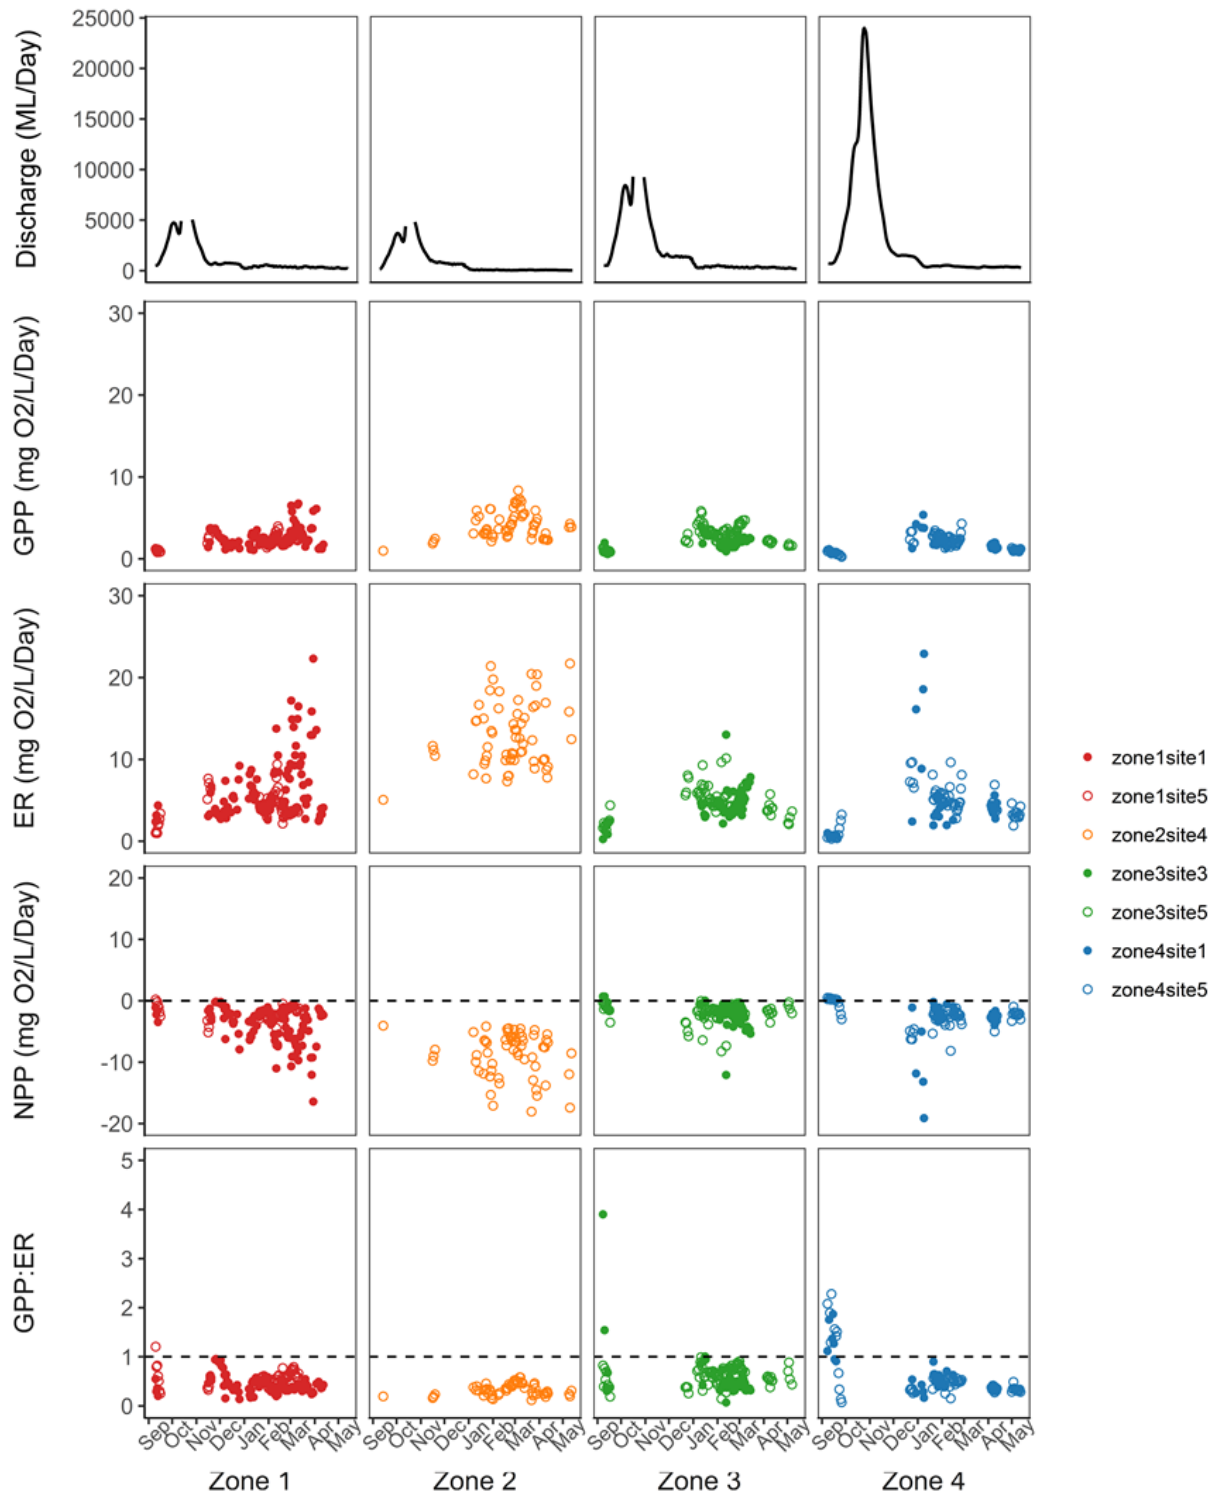 Discharge (ML/Day)
25000
20000
15000
10000
5000
0
GPP (mg O2/L/Day)
30
20
10
0
ER (mg O2/L/Day)
30
20
10
0
NPP (mg O2/L/Day)
20
10
0
-10
-20
GPP:ER
5
4
3
2
1
0
Sep Oct Nov Dec Jan Feb Mar Apr May
Sep Oct Nov Dec Jan Feb Mar Apr May
Sep Oct Nov Dec Jan Feb Mar Apr May
Sep Oct Nov Dec Jan Feb Mar Apr May
Zone 1
Zone 2
Zone 3
Zone 4
zone1site1
zone1site5
zone2site4
zone3site3
zone3site5
zone4site1
zone4site5